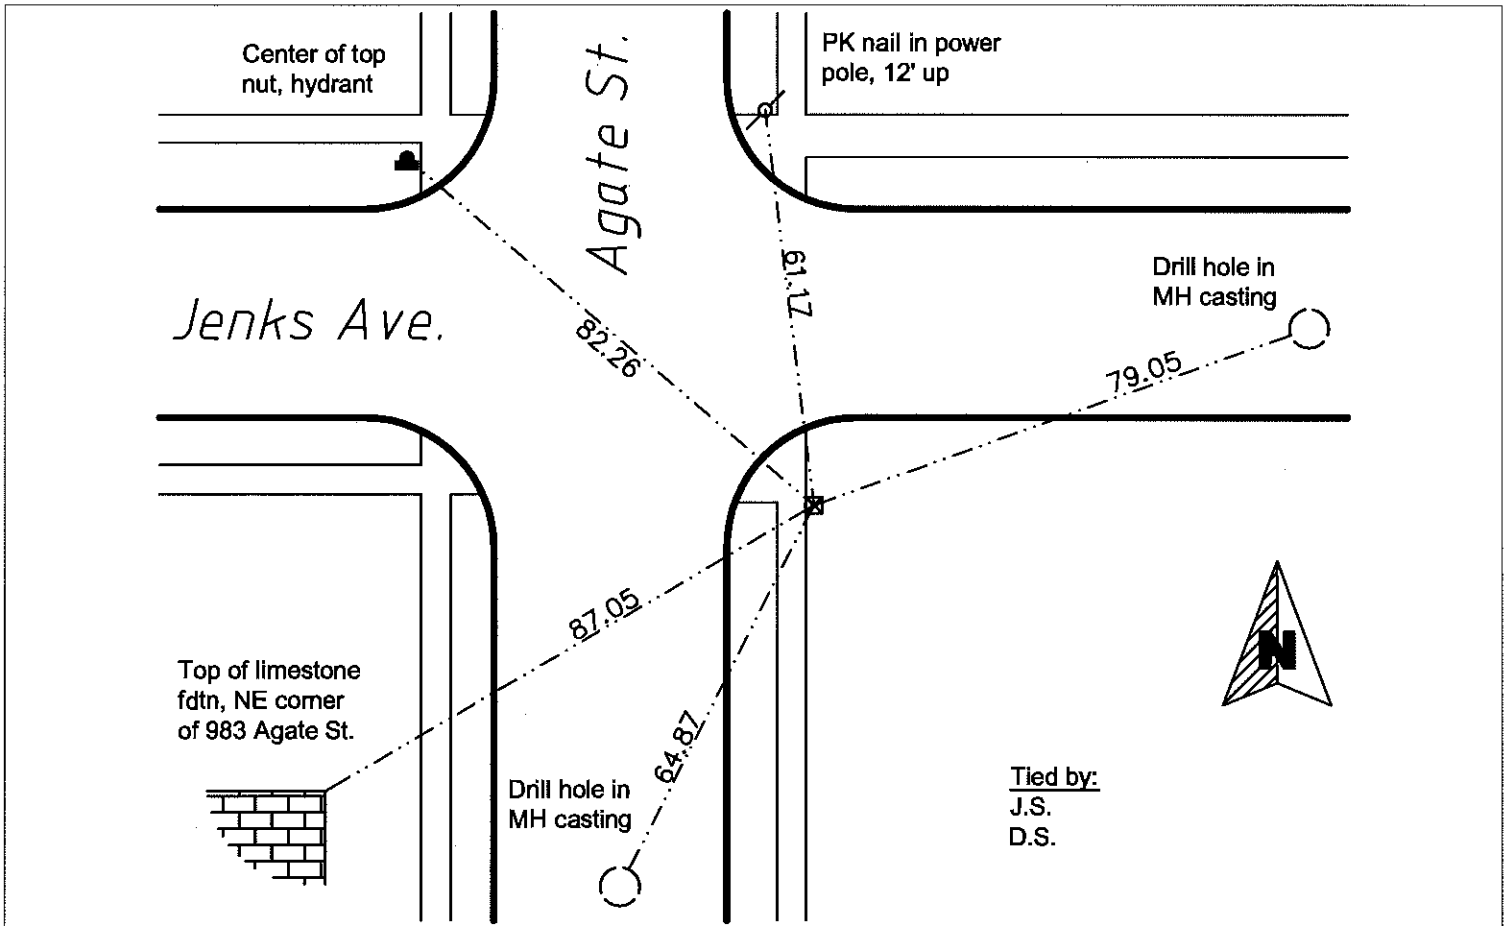 Center of top
nut, hydrant
Agate St.
PK nail in power
pole, 12' up
Jenks Ave.
82.26
61.17
Drill hole in
MH casting
79.05
87.05
64.87
Top of limestone
fdtn, NE corner
of 983 Agate St.
Drill hole in
MH casting
N
Tied by:
J.S.
D.S.